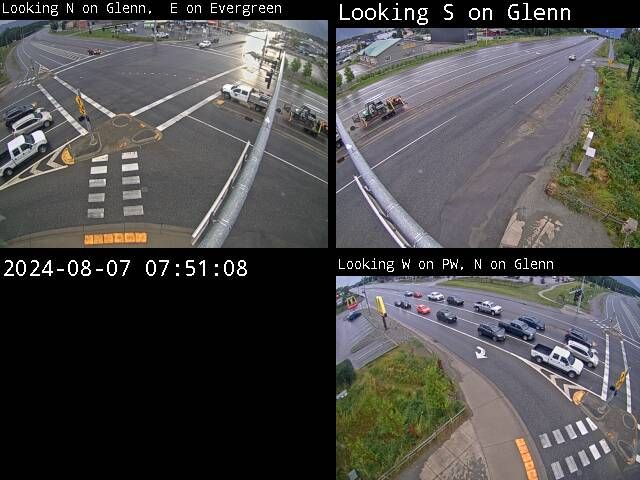 Looking N on Glenn, E on Evergreen
Looking S on Glenn
2024-08-07 07:51:08
Looking W on PW, N on Glenn